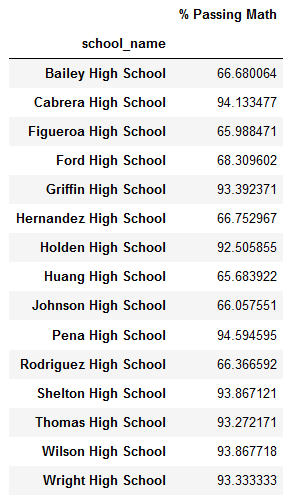 % Passing Math
school_name
Bailey High School 66.680064
Cabrera High School 94.133477
Figueroa High School 65.988471
Ford High School 68.309602
Griffin High School 93.392371
Hernandez High School 66.752967
Holden High School 92.505855
Huang High School 65.683922
Johnson High School 66.057551
Pena High School 94.594595
Rodriguez High School 66.366592
Shelton High School 93.867121
Thomas High School 93.272171
Wilson High School 93.867718
Wright High School 93.333333